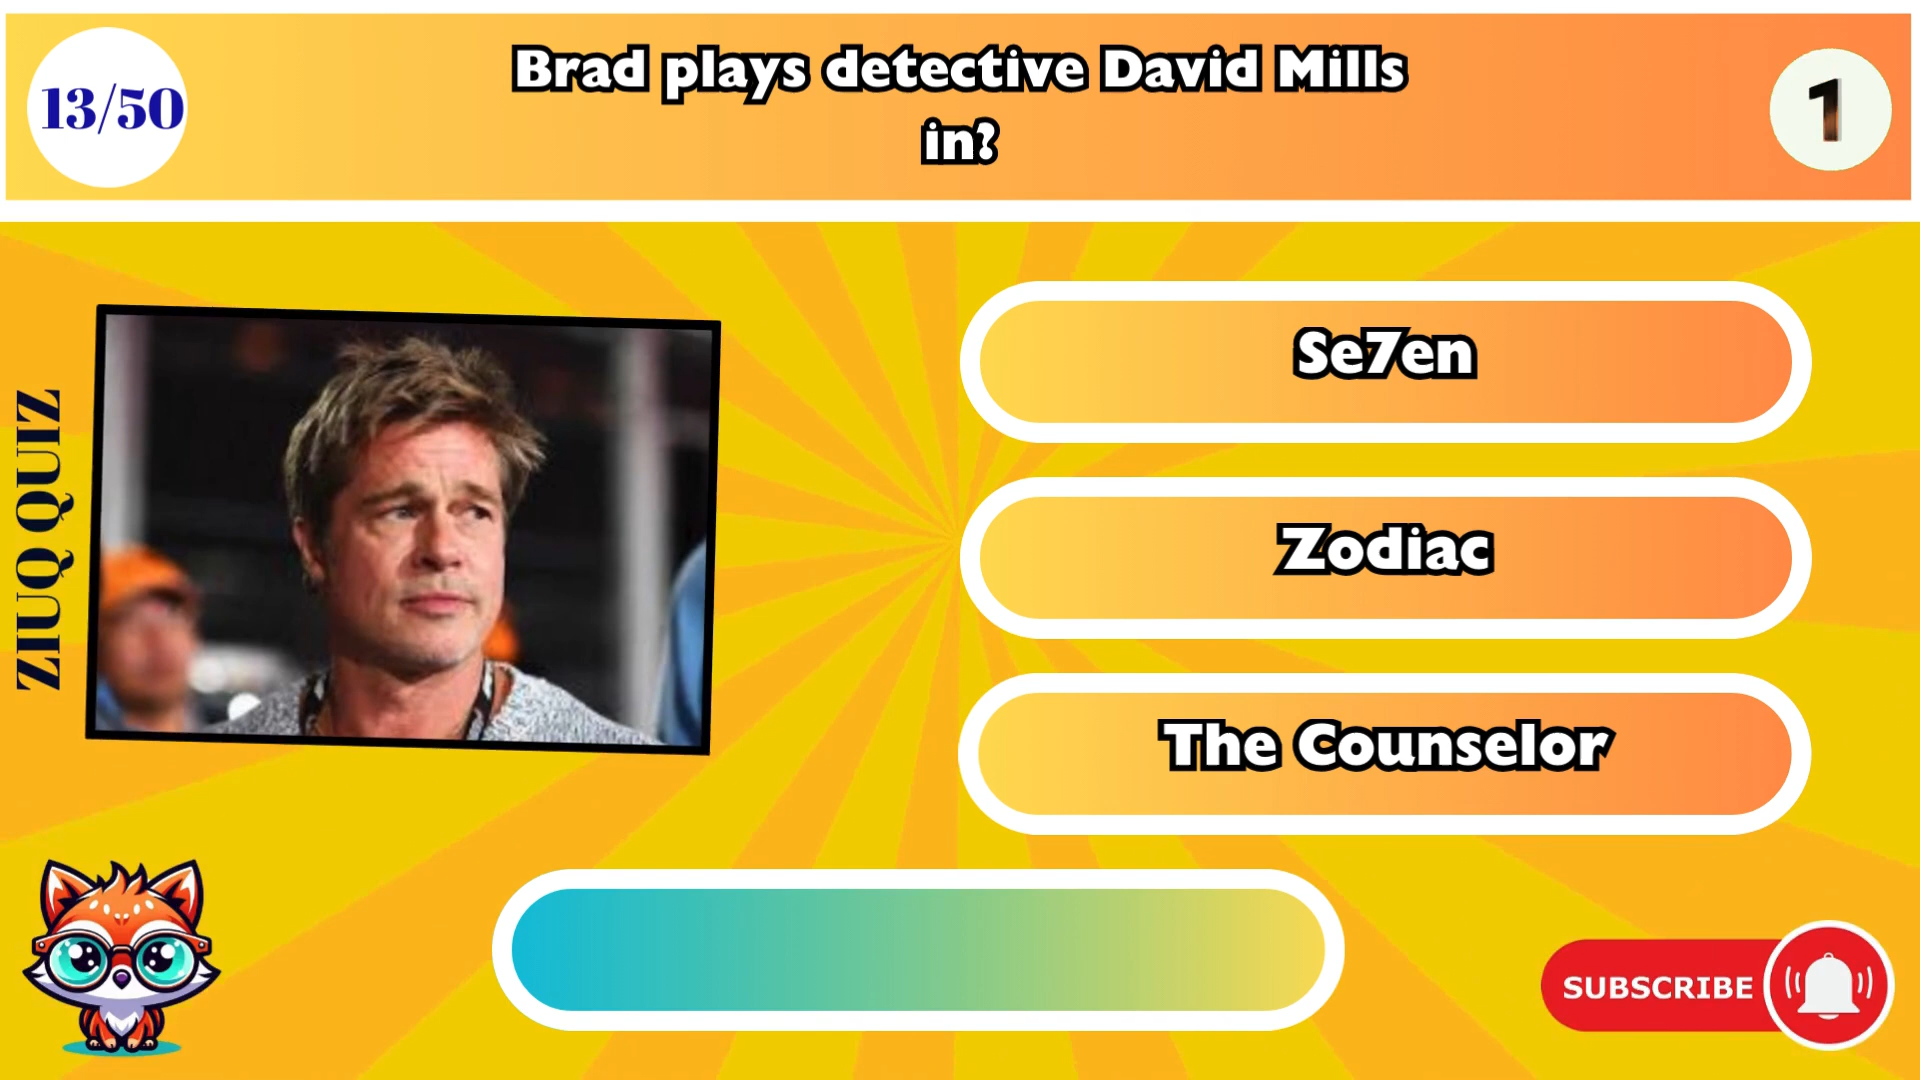 13/50
Brad plays detective David Mills
in?
1
ZIUQ QUIZ
Se7en
Zodiac
The Counselor
SUBSCRIBE